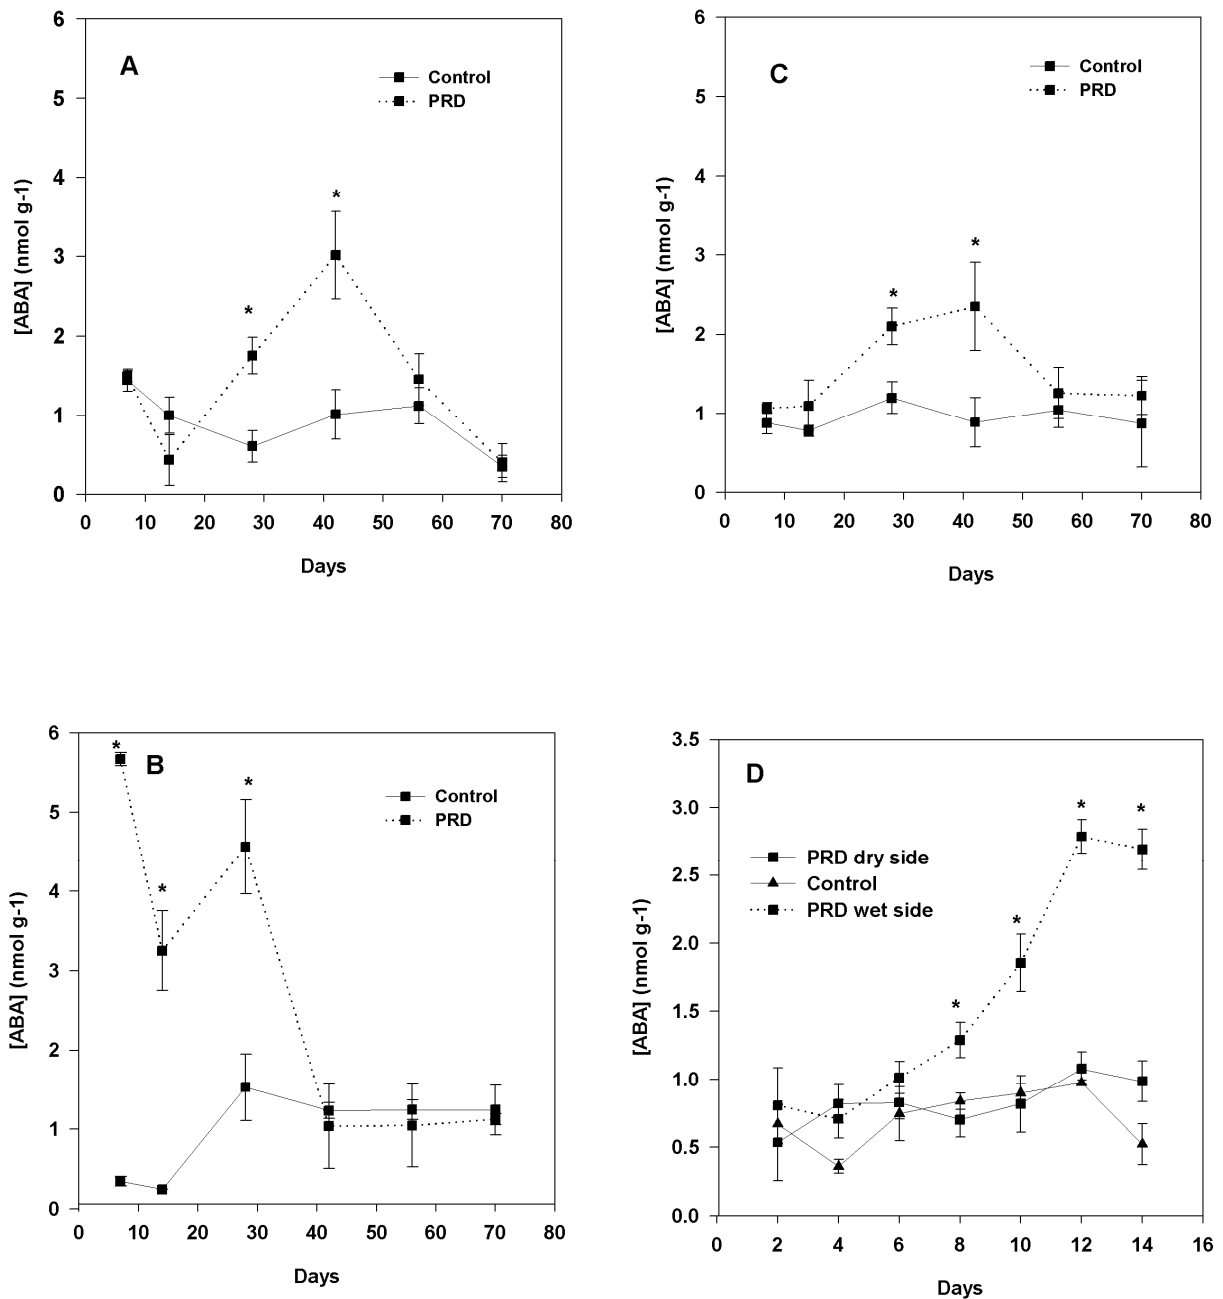 A
Control
PRD
*
*
6
5
4
3
2
1
0
[ABA] (nmol g-1)
0 10 20 30 40 50 60 70 80
Days
C
Control
PRD
*
*
6
5
4
3
2
1
0
[ABA] (nmol g-1)
0 10 20 30 40 50 60 70 80
Days
B
Control
PRD
*
*
*
6
5
4
3
2
1
0
[ABA] (nmol g-1)
0 10 20 30 40 50 60 70 80
Days
D
PRD dry side
Control
PRD wet side
*
*
*
*
3.5
3.0
2.5
2.0
1.5
1.0
0.5
0.0
[ABA] (nmol g-1)
0 2 4 6 8 10 12 14 16
Days